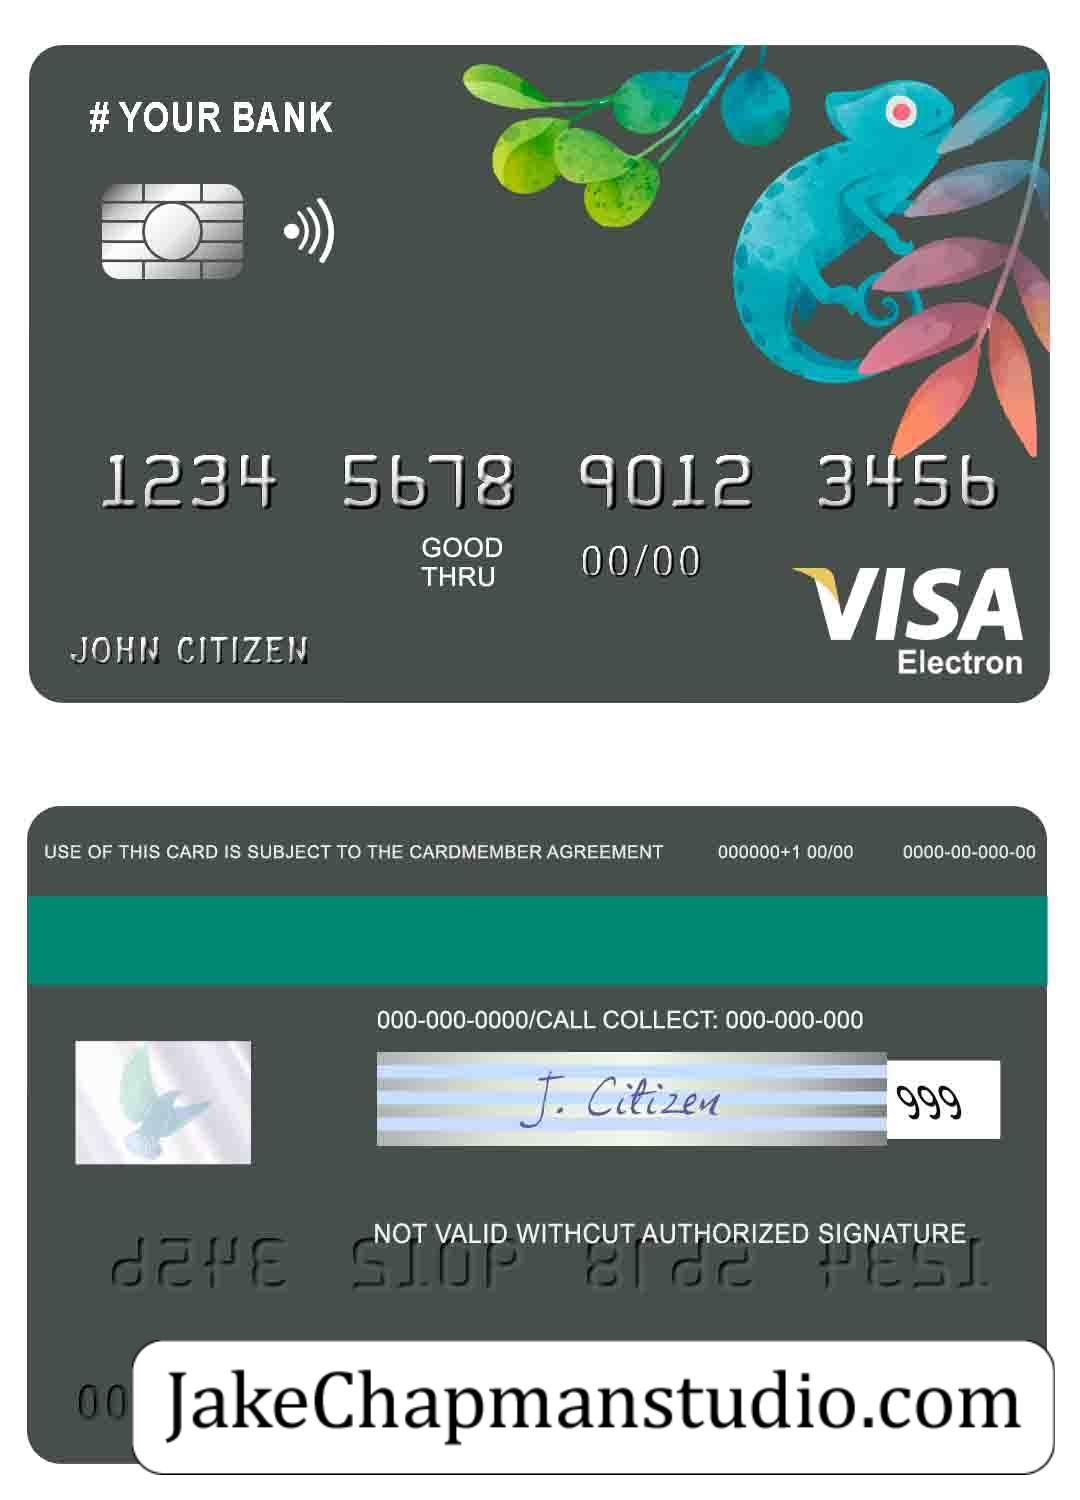 # YOUR BANK
1234 5678 9012 3456
GOOD
THRU
00/00
VISA
Electron
JOHN CITIZEN
USE OF THIS CARD IS SUBJECT TO THE CARDMEMBER AGREEMENT 000000+1 00/00 0000-00-000-00
000-000-0000/CALL COLLECT: 000-000-000
J. Citizen
999
NOT VALID WITHCUT AUTHORIZED SIGNATURE
00
JakeChapmanstudio.com